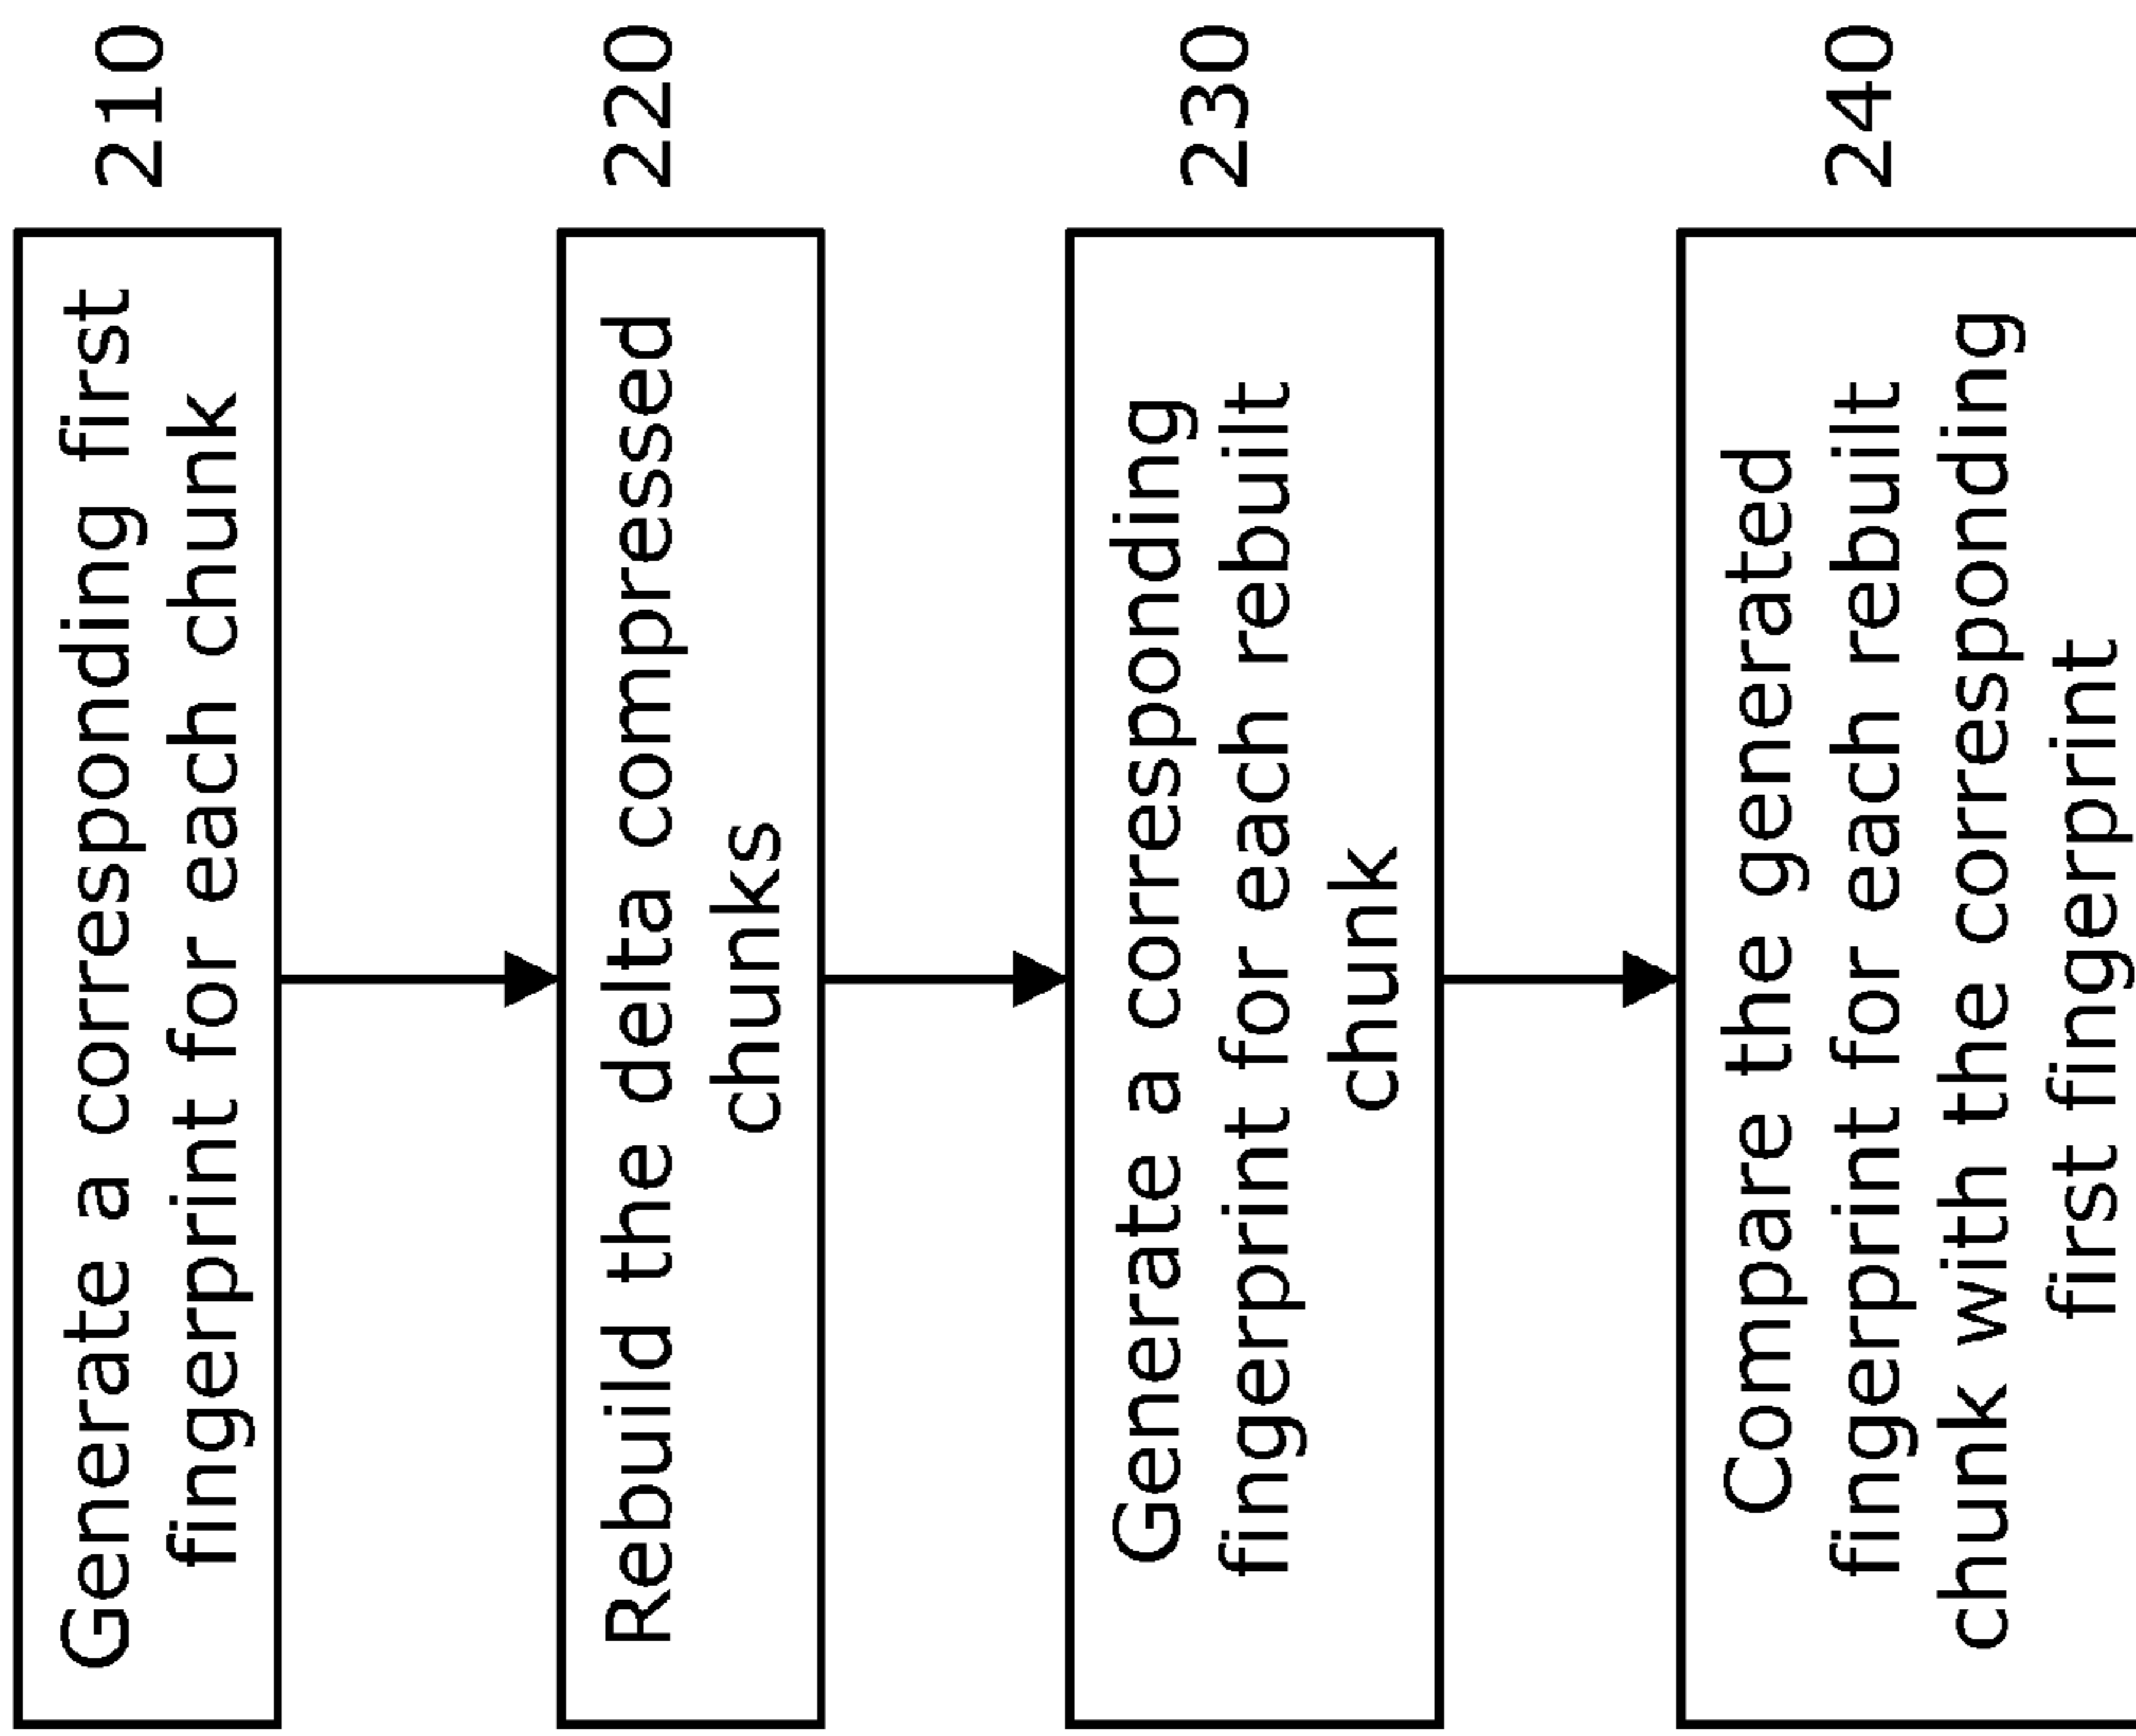 Generate a corresponding first
fingerprint for each chunk
210
Rebuild the delta compressed
chunks
220
Generate a corresponding
fingerprint for each rebuilt
chunk
230
Compare the generated
fingerprint for each rebuilt
chunk with the corresponding
first fingerprint
240